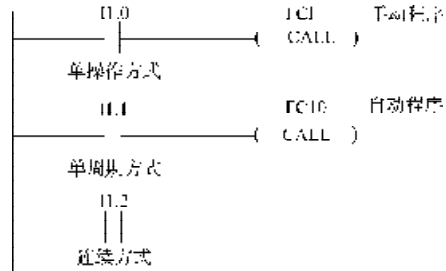 I1.0 FC1 手动程序
( CALL )
单操作方式
I1.1 FC10 自动程序
( CALL )
单周期方式
I1.2
连续方式